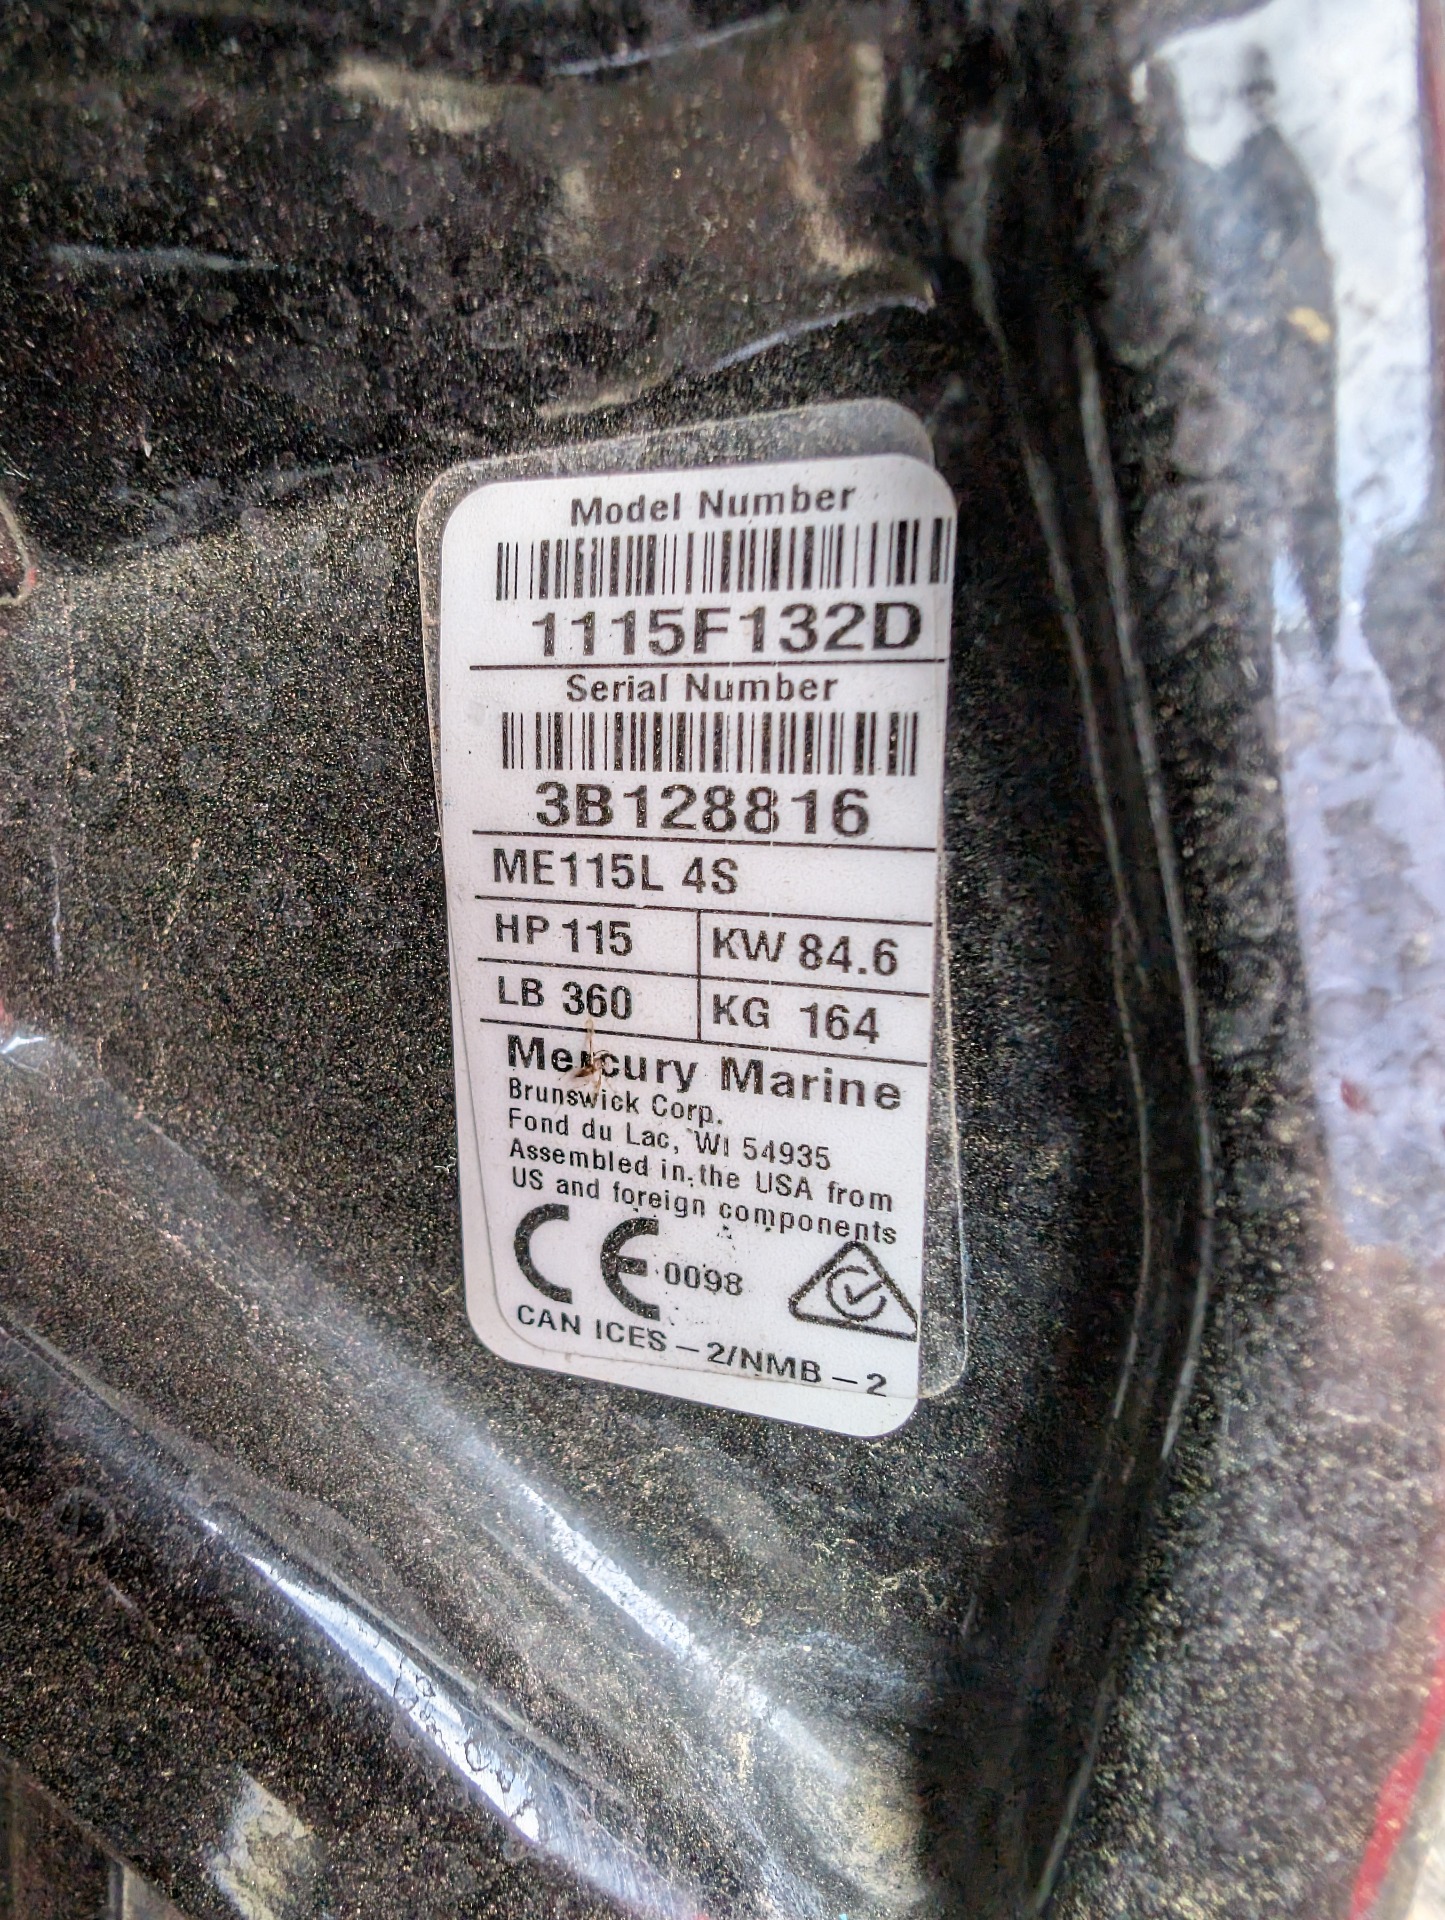 Model Number
1115F132D
Serial Number
3B128816
ME115L 4S
HP 115 KW 84.6
LB 360 KG 164
Mercury Marine
Brunswick Corp.
Fond du Lac, WI 54935
Assembled in the USA from
US and foreign components
CE 0098
CAN ICES-2/NMB-2